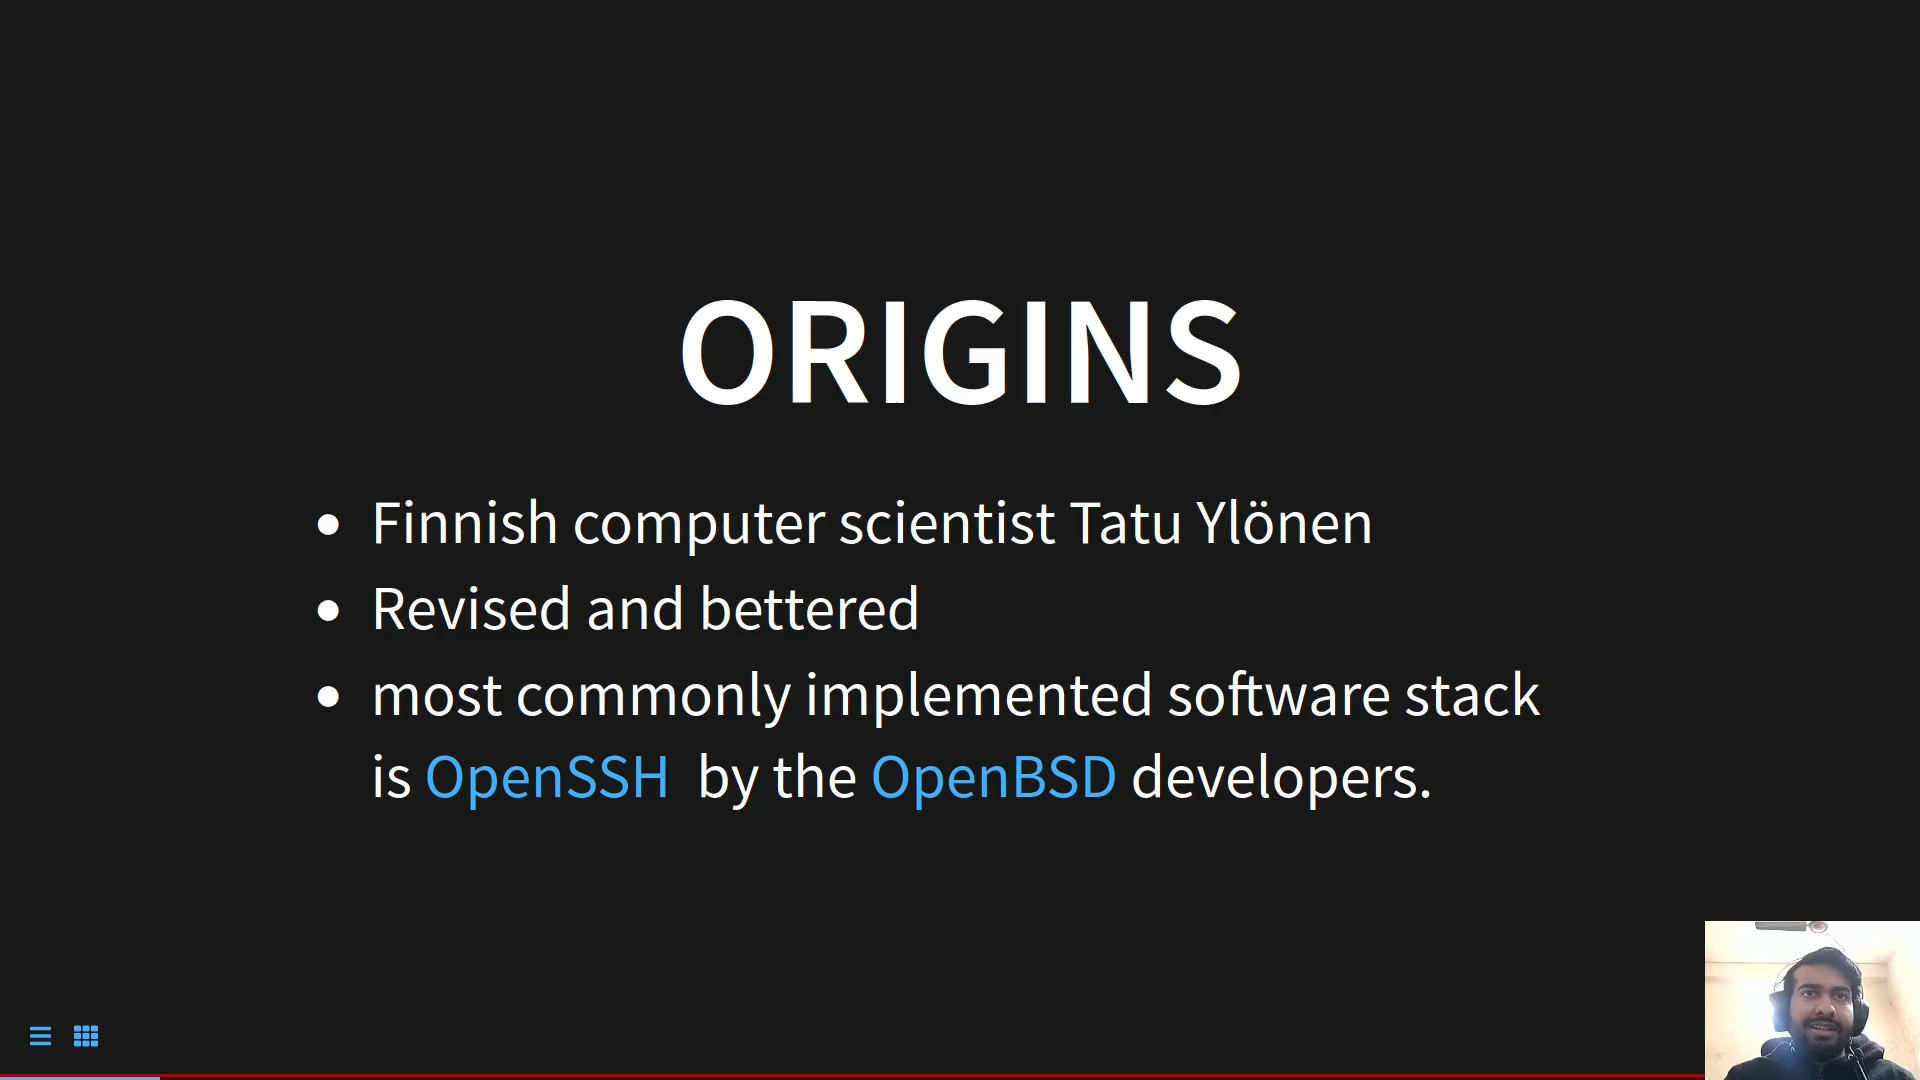 ORIGINS
Finnish computer scientist Tatu Ylönen
Revised and bettered
most commonly implemented software stack
is OpenSSH by the OpenBSD developers.